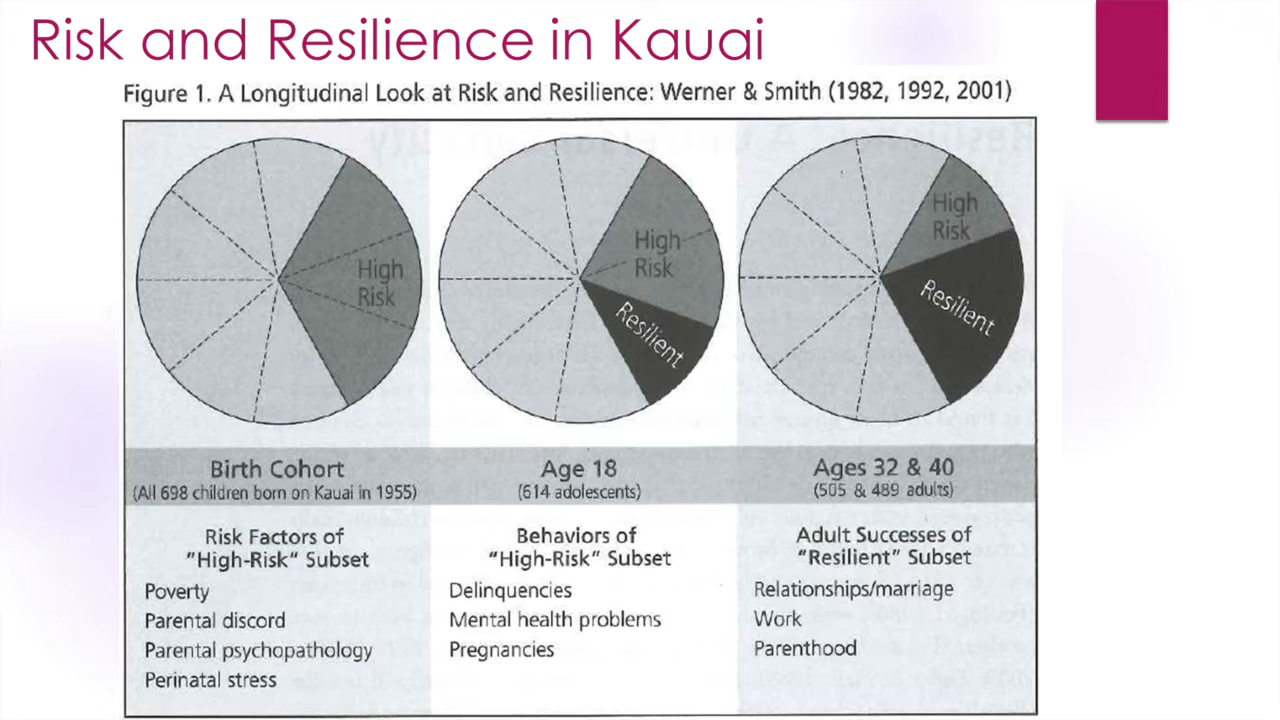 Risk and Resilience in Kauai
Figure 1. A Longitudinal Look at Risk and Resilience: Werner & Smith (1982, 1992, 2001)
High
Risk
High
Risk
Resilient
High
Risk
Resilient
Birth Cohort
(All 698 children born on Kauai in 1955)
Risk Factors of
"High-Risk" Subset
Poverty
Parental discord
Parental psychopathology
Perinatal stress
Age 18
(614 adolescents)
Behaviors of
"High-Risk" Subset
Delinquencies
Mental health problems
Pregnancies
Ages 32 & 40
(505 & 489 adults)
Adult Successes of
"Resilient" Subset
Relationships/marriage
Work
Parenthood